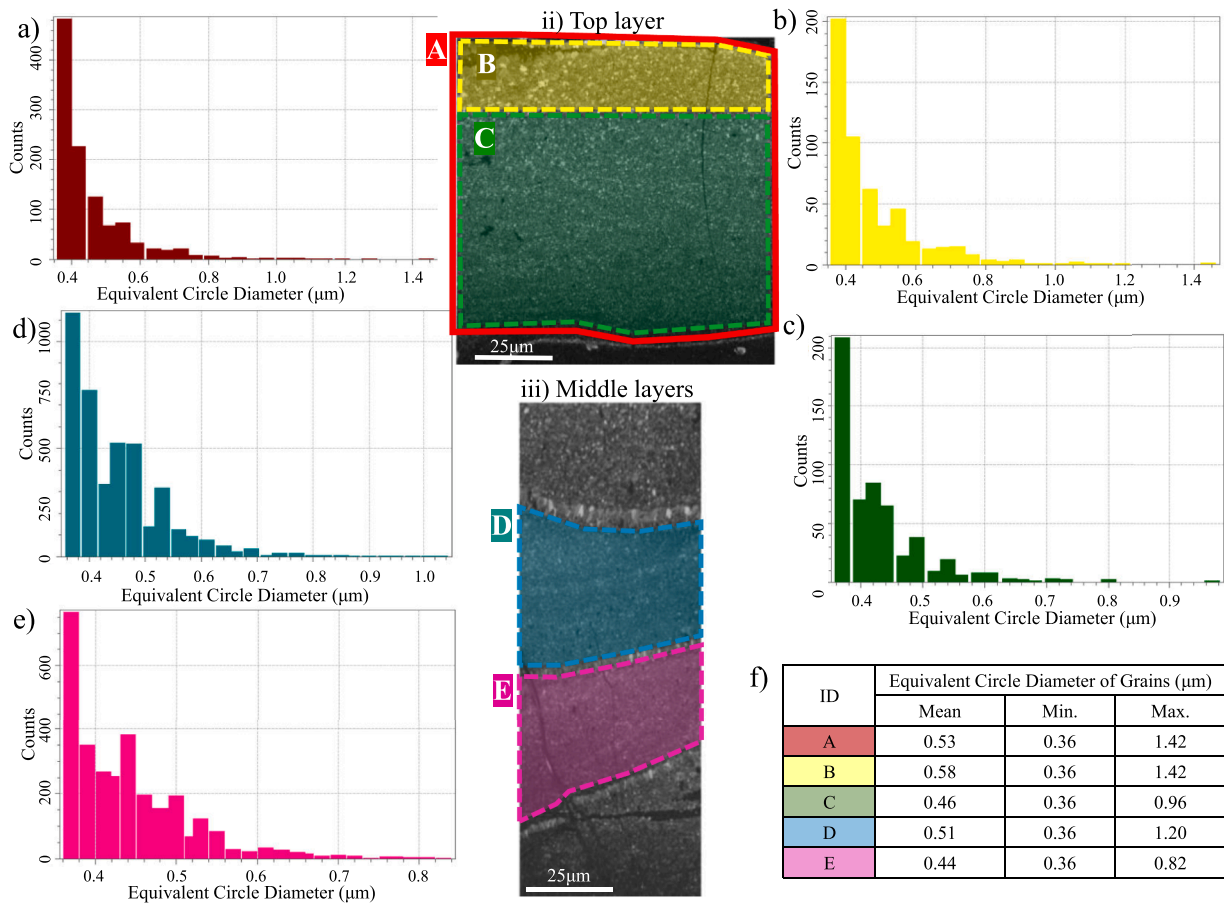 a)
Counts
0
100
200
300
400
0.4
0.6
0.8
1.0
1.2
1.4
Equivalent Circle Diameter (μm)
ii) Top layer
A
B
C
25μm
b)
Counts
0
50
100
150
200
0.4
0.6
0.8
1.0
1.2
1.4
Equivalent Circle Diameter (μm)
d)
Counts
0
250
500
750
1000
0.4
0.5
0.6
0.7
0.8
0.9
1.0
Equivalent Circle Diameter (μm)
iii) Middle layers
D
E
25μm
c)
Counts
0
50
100
150
200
0.4
0.5
0.6
0.7
0.8
0.9
Equivalent Circle Diameter (μm)
e)
Counts
0
200
400
600
0.4
0.5
0.6
0.7
0.8
Equivalent Circle Diameter (μm)
f)
ID Equivalent Circle Diameter of Grains (μm)
Mean Min. Max.
A 0.53 0.36 1.42
B 0.58 0.36 1.42
C 0.46 0.36 0.96
D 0.51 0.36 1.20
E 0.44 0.36 0.82